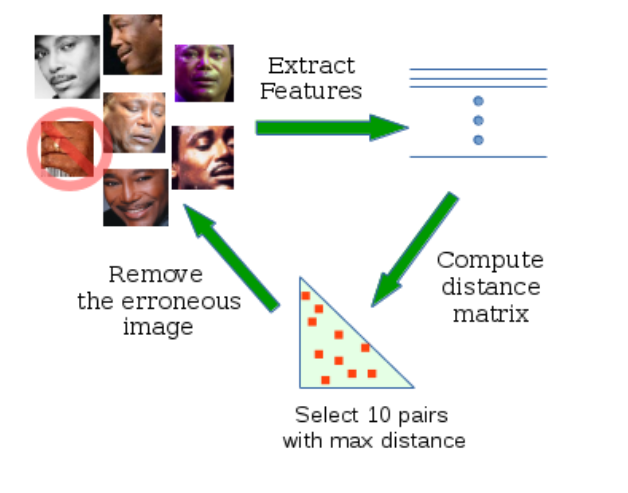 Extract
Features
Compute
distance
matrix
Select 10 pairs
with max distance
Remove
the erroneous
image